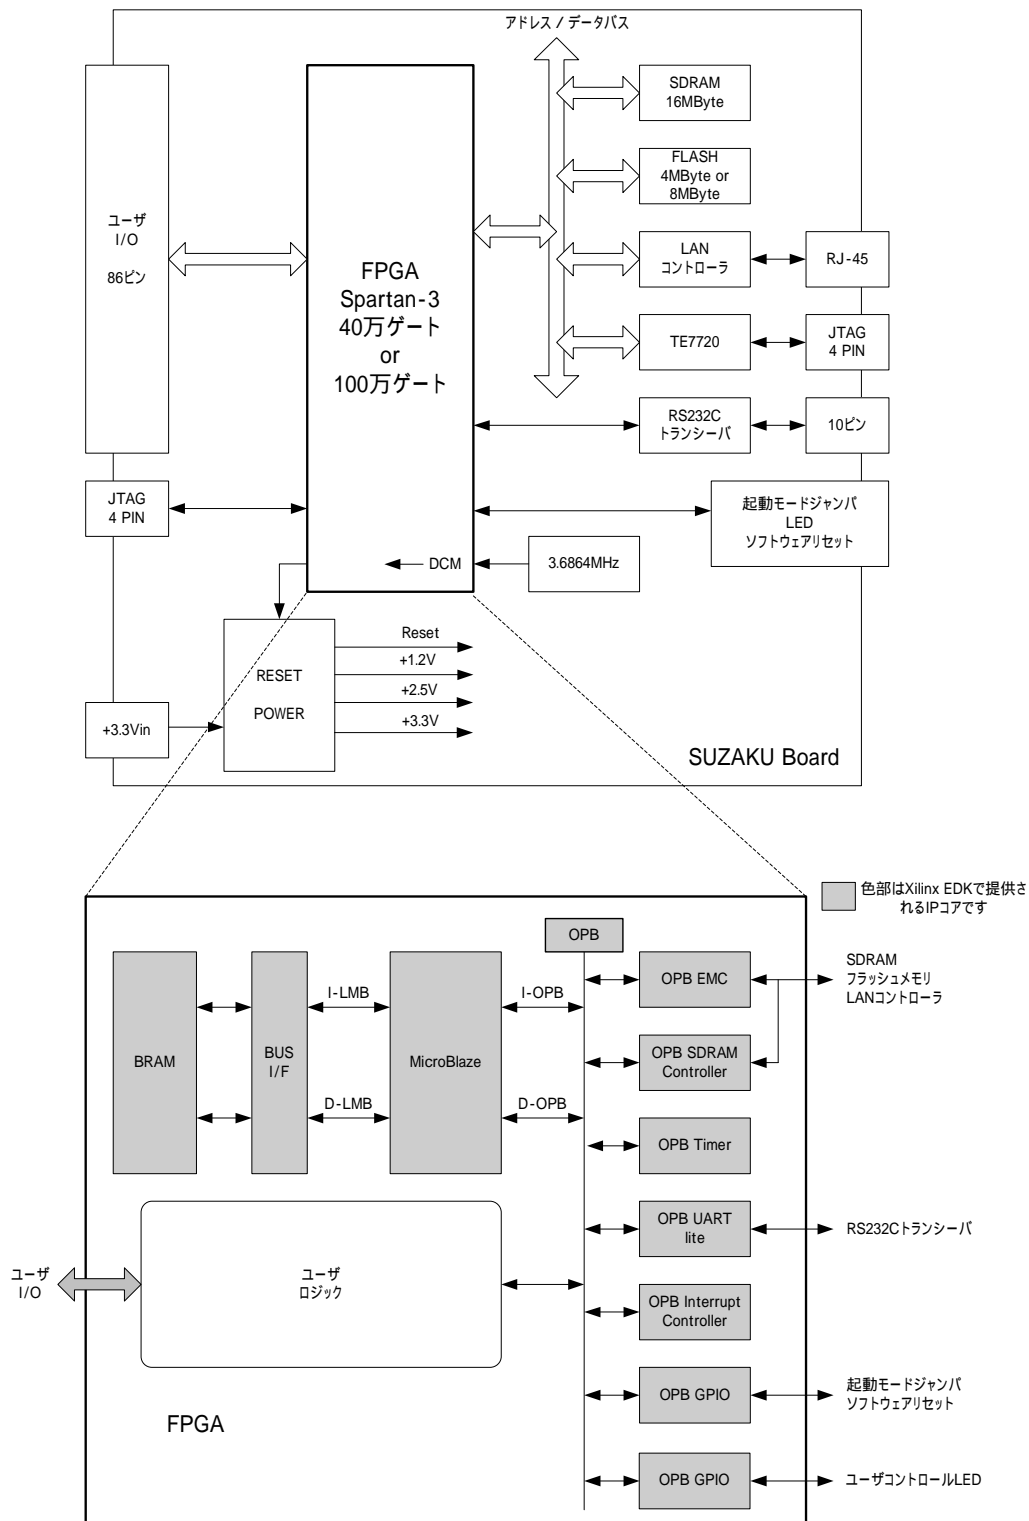 アドレス / データバス
ユーザ
I/O
86ピン
FPGA
Spartan-3
40万ゲート
or
100万ゲート
SDRAM
16MByte
FLASH
4MByte or
8MByte
LAN
コントローラ
RJ-45
TE7720
JTAG
4 PIN
RS232C
トランシーバ
10ピン
JTAG
4 PIN
起動モードジャンパ
LED
ソフトウェアリセット
DCM
3.6864MHz
RESET
POWER
Reset
+1.2V
+2.5V
+3.3V
+3.3Vin
SUZAKU Board
色部はXilinx EDKで提供さ
れるIPコアです
OPB
BRAM
BUS
I/F
I-LMB
D-LMB
MicroBlaze
I-OPB
D-OPB
OPB EMC
SDRAM
フラッシュメモリ
LANコントローラ
OPB SDRAM
Controller
OPB Timer
OPB UART
lite
RS232Cトランシーバ
ユーザ
I/O
ユーザ
ロジック
OPB Interrupt
Controller
OPB GPIO
起動モードジャンパ
ソフトウェアリセット
FPGA
OPB GPIO
ユーザコントロールLED